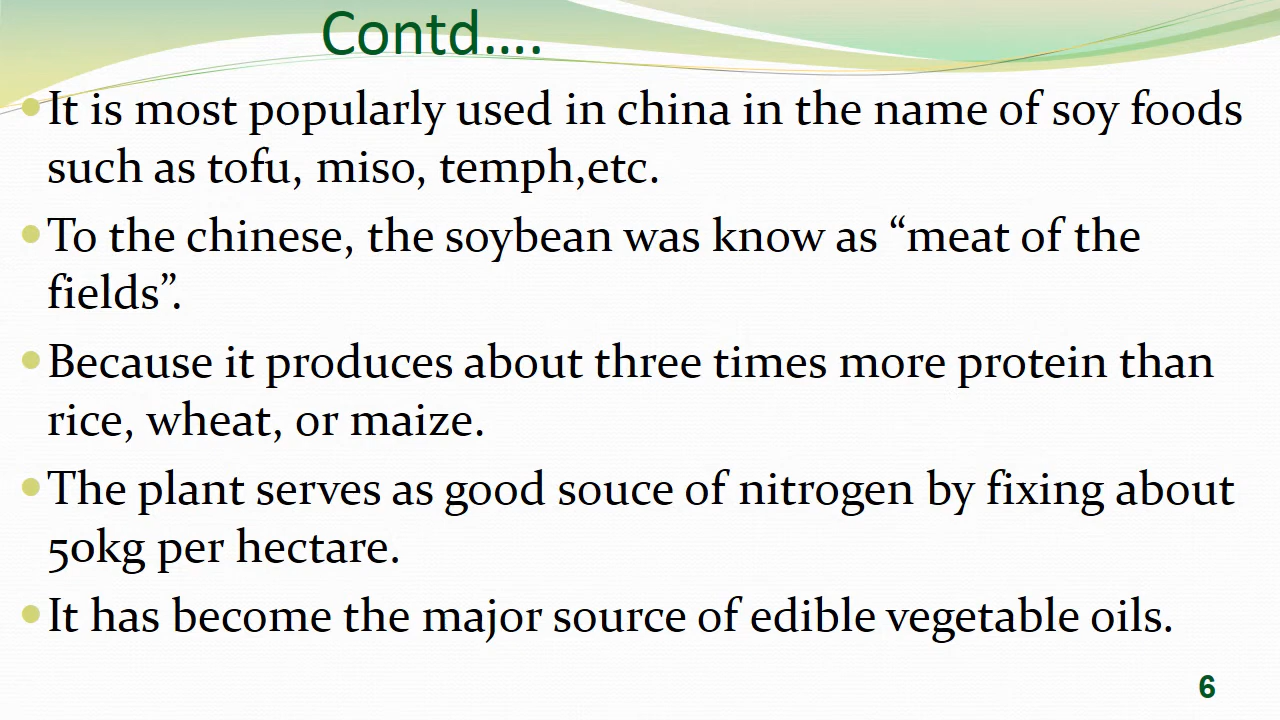 Contd....
It is most popularly used in china in the name of soy foods
such as tofu, miso, temph,etc.
To the chinese, the soybean was know as “meat of the
fields”.
Because it produces about three times more protein than
rice, wheat, or maize.
The plant serves as good souce of nitrogen by fixing about
50kg per hectare.
It has become the major source of edible vegetable oils.
6